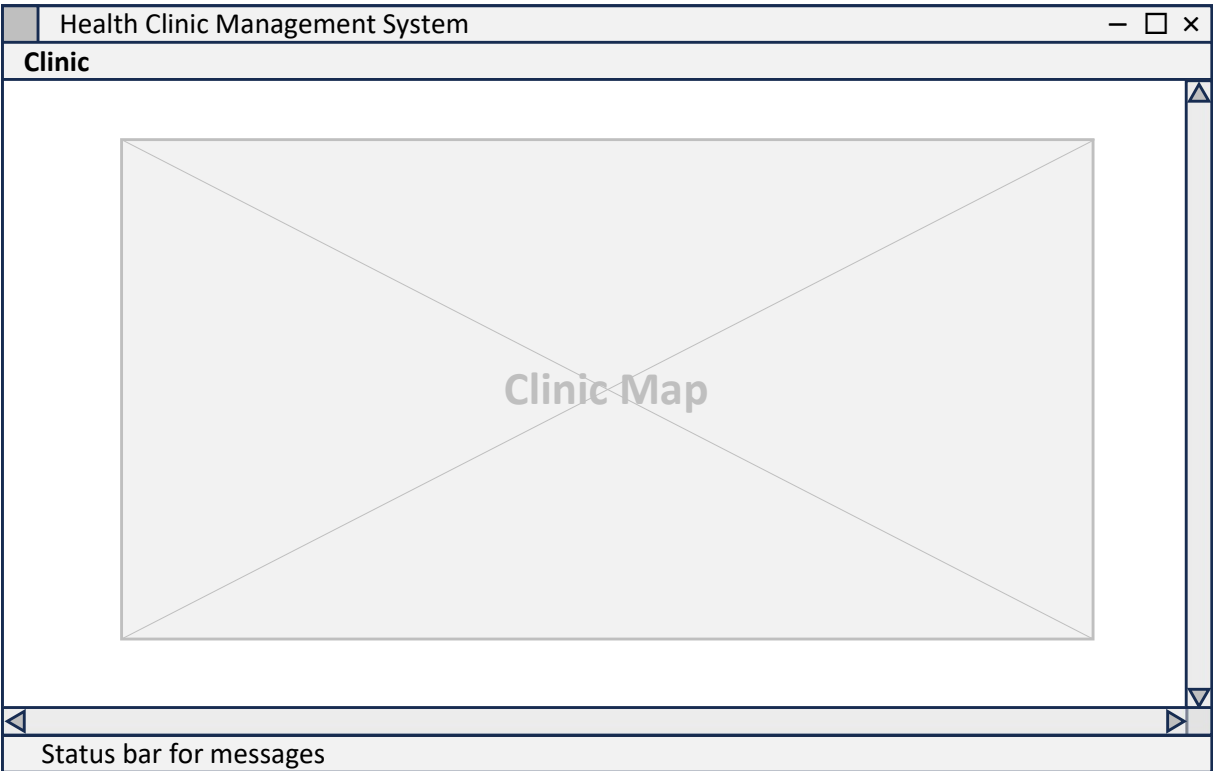 Health Clinic Management System
Clinic
Clinic Map
Status bar for messages